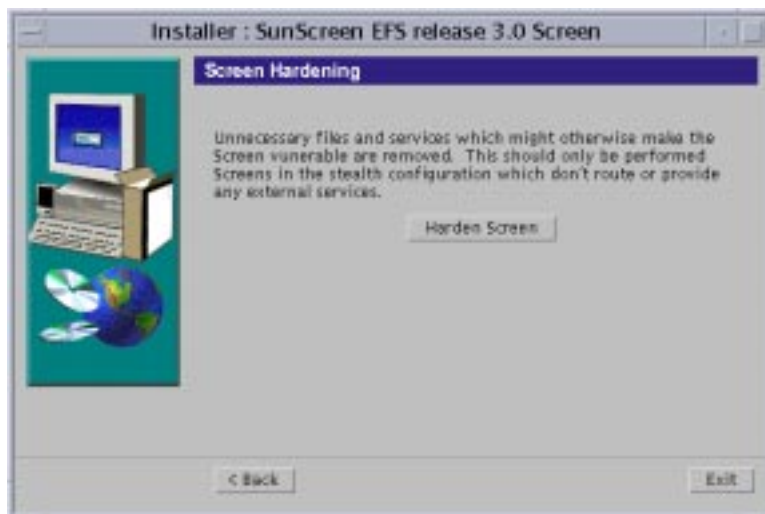 Installer : SunScreen EFS release 3.0 Screen
Screen Hardening
Unnecessary files and services which might otherwise make the
Screen vunerable are removed. This should only be performed
Screens in the stealth configuration which don't route or provide
any external services.
Harden Screen
< Back
Exit